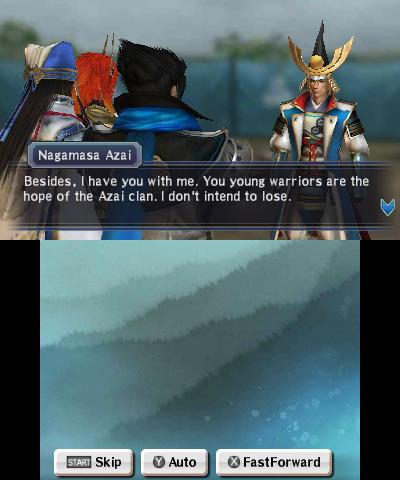 Nagamasa Azai
Besides, I have you with me. You young warriors are the
hope of the Azai clan. I don't intend to lose.
START Skip
Y Auto
X FastForward